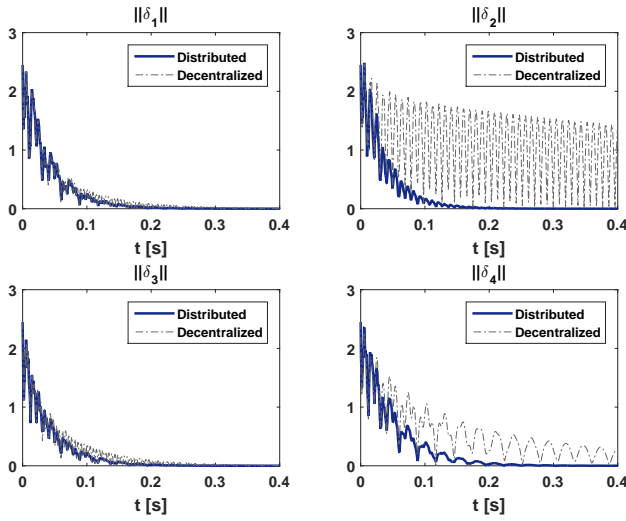 ||δ1||
3
2
1
0
0 0.1 0.2 0.3 0.4
t [s]
Distributed
Decentralized
||δ2||
3
2
1
0
0 0.1 0.2 0.3 0.4
t [s]
Distributed
Decentralized
||δ3||
3
2
1
0
0 0.1 0.2 0.3 0.4
t [s]
Distributed
Decentralized
||δ4||
3
2
1
0
0 0.1 0.2 0.3 0.4
t [s]
Distributed
Decentralized